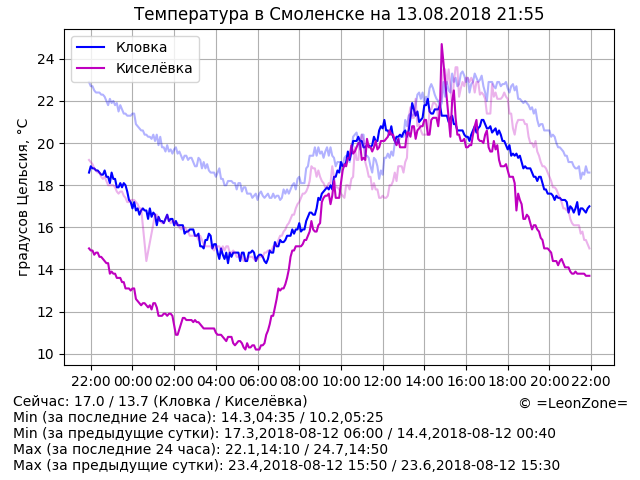 Температура в Смоленске на 13.08.2018 21:55
Кловка
Киселёвка
градусов Цельсия, °C
24
22
20
18
16
14
12
10
22:00 00:00 02:00 04:00 06:00 08:00 10:00 12:00 14:00 16:00 18:00 20:00 22:00
Сейчас: 17.0 / 13.7 (Кловка / Киселёвка)
© =LeonZone=
Min (за последние 24 часа): 14.3,04:35 / 10.2,05:25
Min (за предыдущие сутки): 17.3,2018-08-12 06:00 / 14.4,2018-08-12 00:40
Max (за последние 24 часа): 22.1,14:10 / 24.7,14:50
Max (за предыдущие сутки): 23.4,2018-08-12 15:50 / 23.6,2018-08-12 15:30